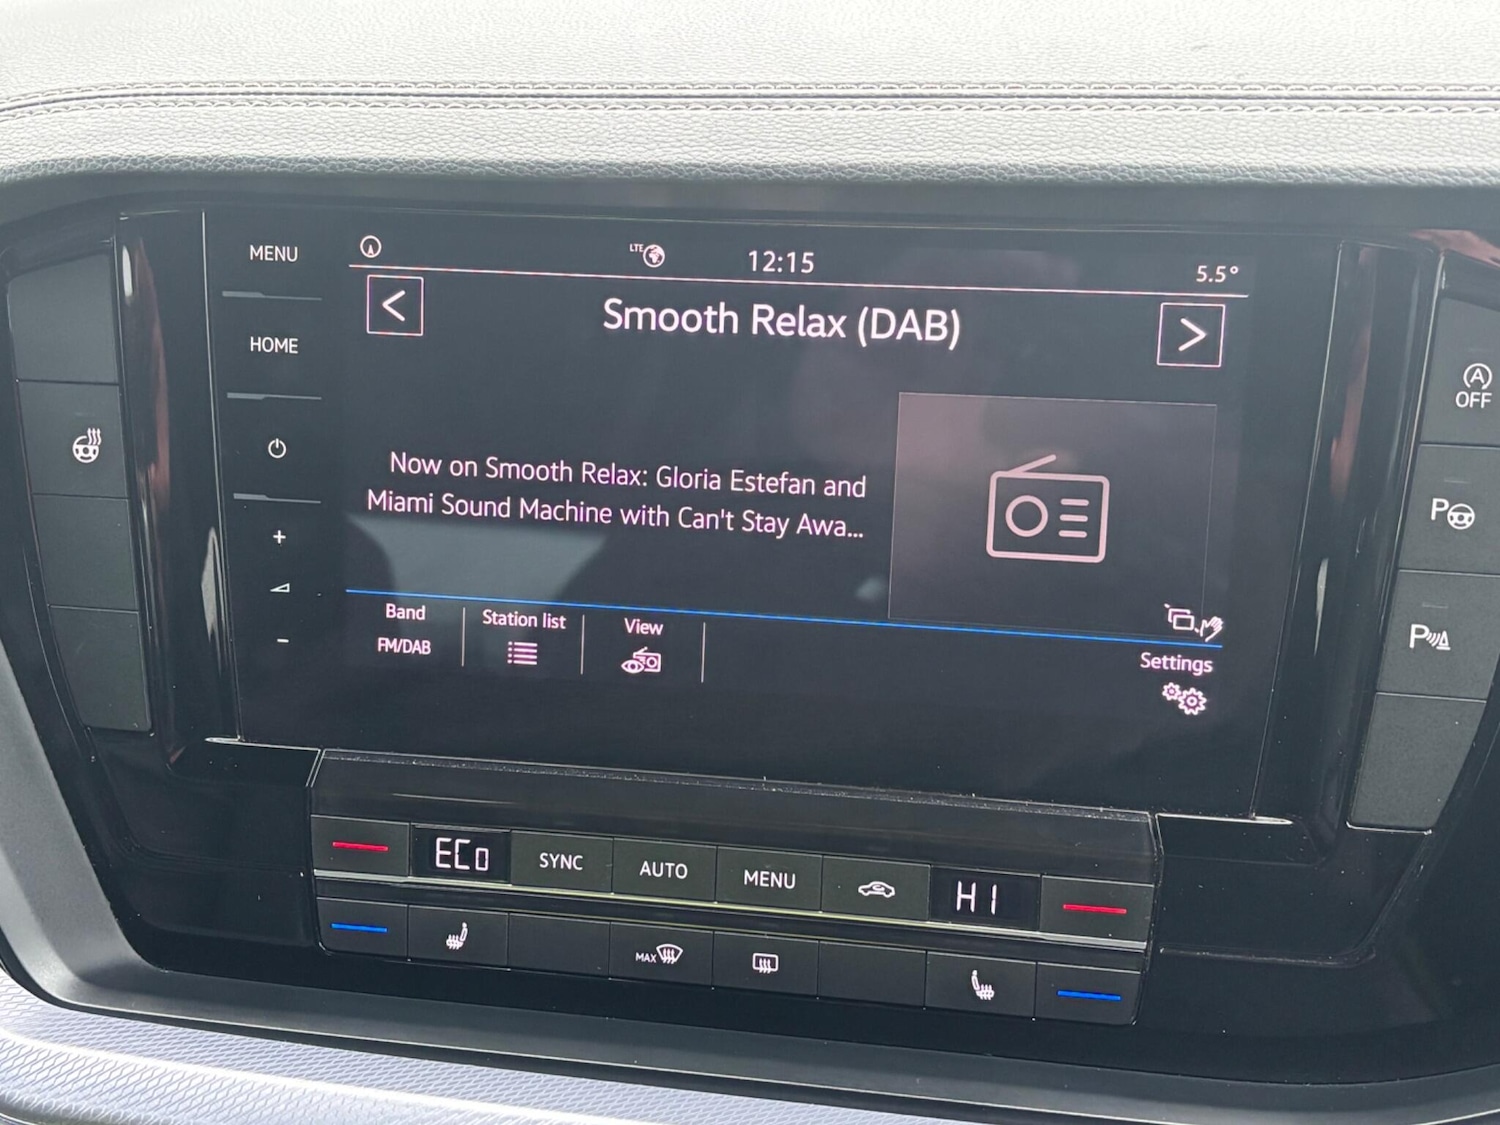 MENU
HOME
+
-
LTE
12:15
5.5°
<
Smooth Relax (DAB)
>
Now on Smooth Relax: Gloria Estefan and
Miami Sound Machine with Can't Stay Awa...
Band
FM/DAB
Station list
View
Settings
A
OFF
P
P
ECo
SYNC
AUTO
MENU
HI
MAX